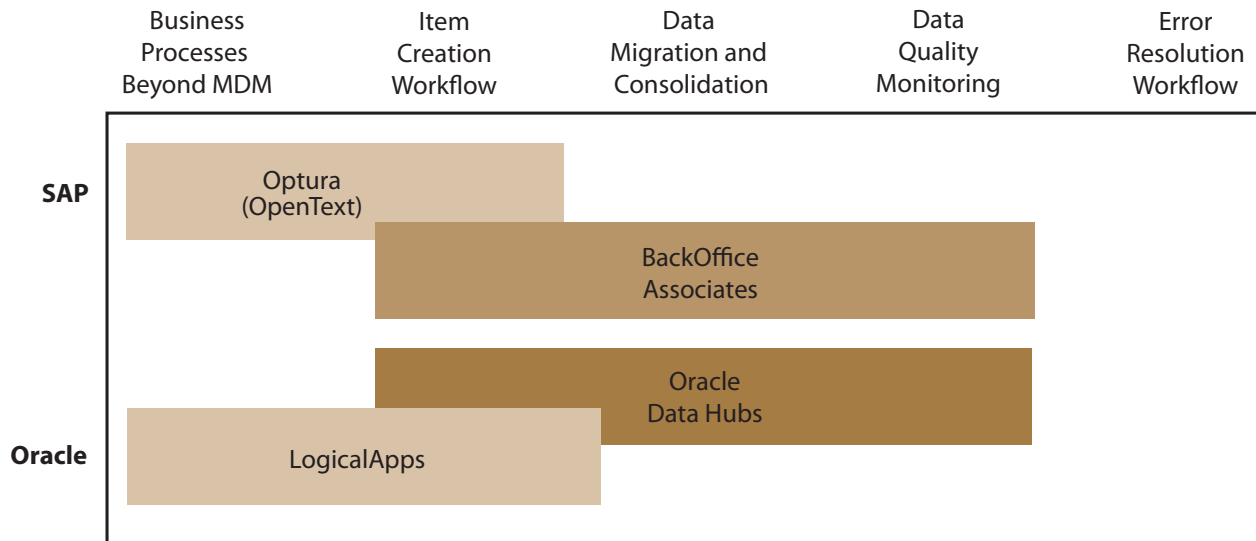 Business
Processes
Beyond MDM
Item
Creation
Workflow
Data
Migration and
Consolidation
Data
Quality
Monitoring
Error
Resolution
Workflow
SAP
Optura
(OpenText)
BackOffice
Associates
Oracle
Data Hubs
Oracle
LogicalApps